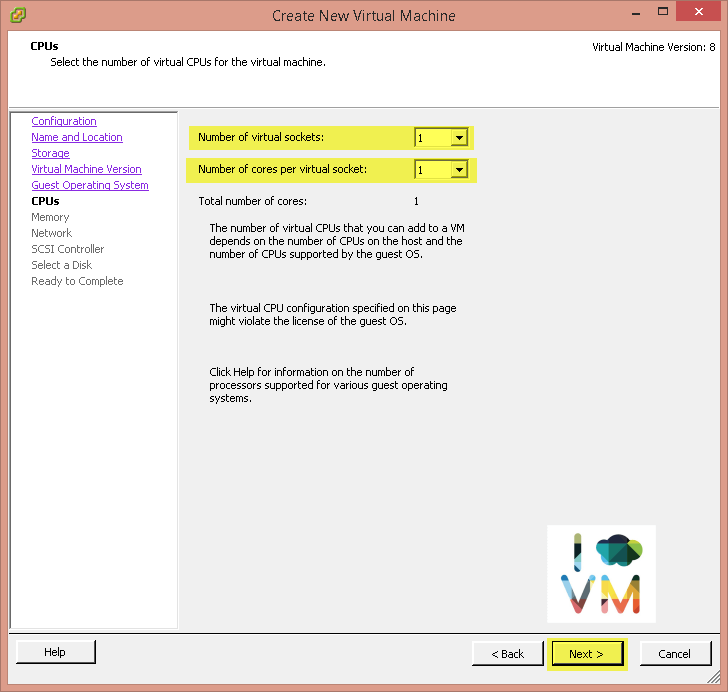 Create New Virtual Machine
CPUs
Select the number of virtual CPUs for the virtual machine.
Virtual Machine Version: 8
Configuration
Name and Location
Storage
Virtual Machine Version
Guest Operating System
CPUs
Memory
Network
SCSI Controller
Select a Disk
Ready to Complete
Number of virtual sockets: 1
Number of cores per virtual socket: 1
Total number of cores: 1
The number of virtual CPUs that you can add to a VM
depends on the number of CPUs on the host and the
number of CPUs supported by the guest OS.
The virtual CPU configuration specified on this page
might violate the license of the guest OS.
Click Help for information on the number of
processors supported for various guest operating
systems.
I
VM
Help
< Back
Next >
Cancel